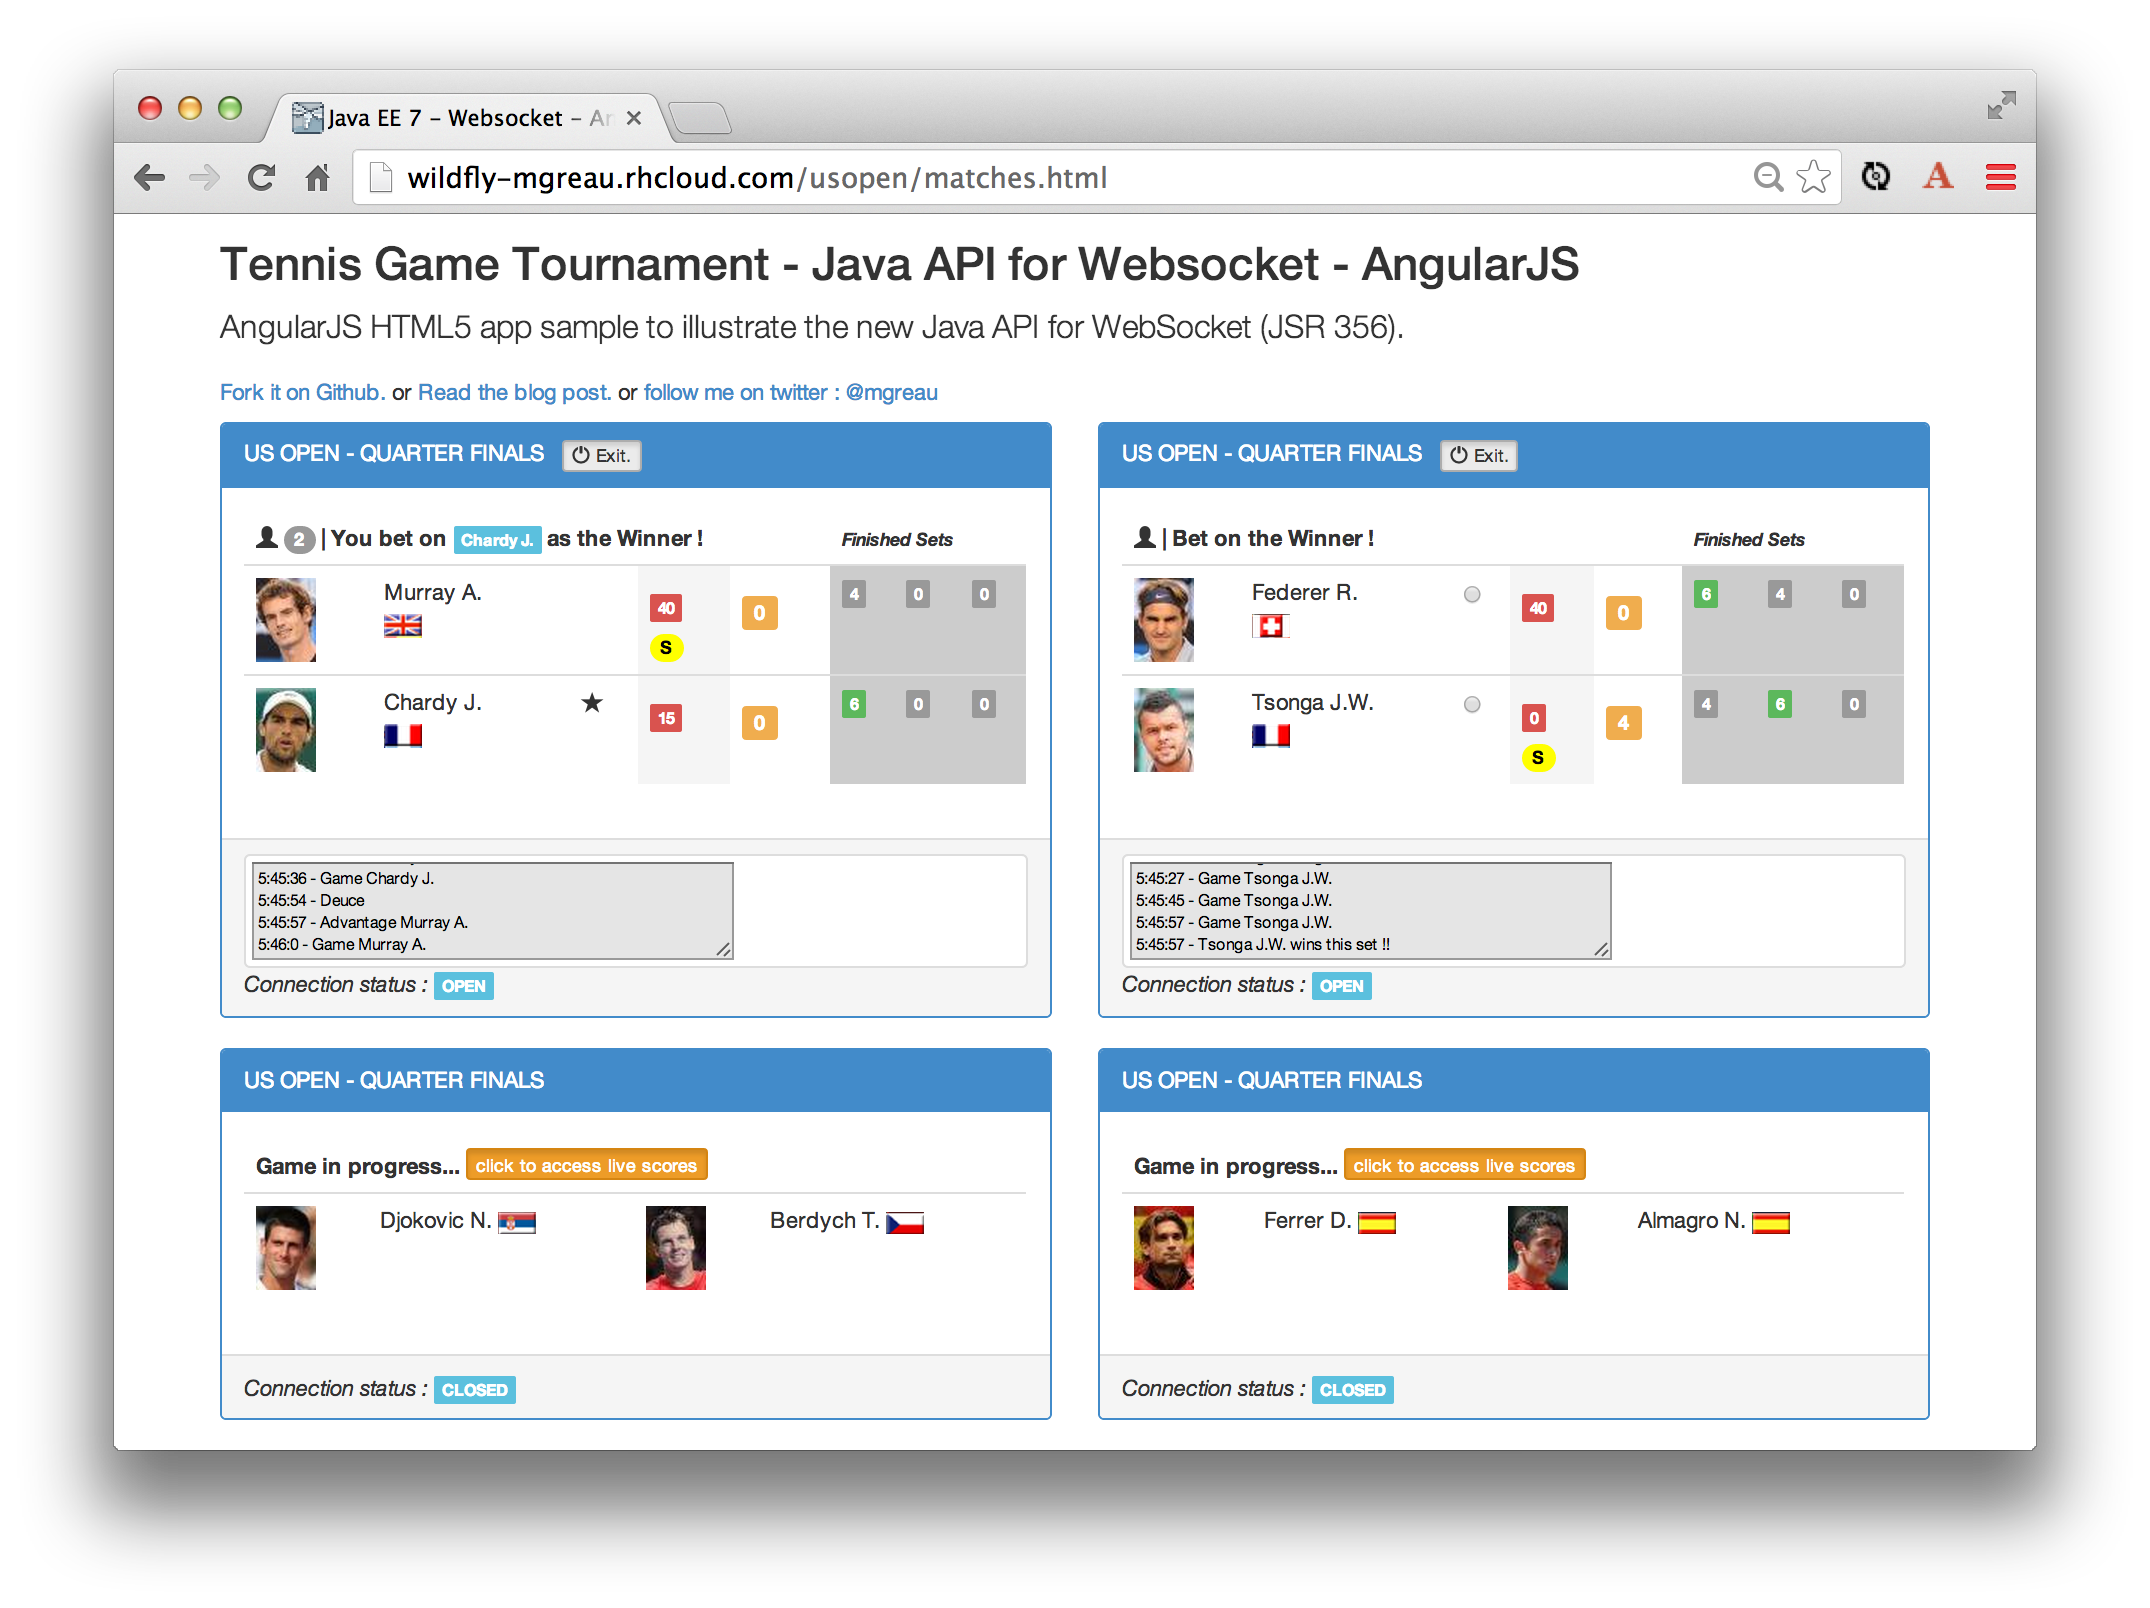 Java EE 7 – Websocket – Ar
wildfly-mgreau.rhcloud.com/usopen/matches.html
A
Tennis Game Tournament - Java API for Websocket - AngularJS
AngularJS HTML5 app sample to illustrate the new Java API for WebSocket (JSR 356).
Fork it on Github. or Read the blog post. or follow me on twitter : @mgreau
US OPEN - QUARTER FINALS Exit.
2 | You bet on Chardy J. as the Winner ! Finished Sets
Murray A. 40 0 4 0 0
S
Chardy J. 15 0 6 0 0
5:45:36 - Game Chardy J.
5:45:54 - Deuce
5:45:57 - Advantage Murray A.
5:46:0 - Game Murray A.
Connection status : OPEN
US OPEN - QUARTER FINALS Exit.
| Bet on the Winner ! Finished Sets
Federer R. 40 0 6 4 0
Tsonga J.W. 0 4 4 6 0
S
5:45:27 - Game Tsonga J.W.
5:45:45 - Game Tsonga J.W.
5:45:57 - Game Tsonga J.W.
5:45:57 - Tsonga J.W. wins this set !!
Connection status : OPEN
US OPEN - QUARTER FINALS
Game in progress... click to access live scores
Djokovic N. Berdych T.
Connection status : CLOSED
US OPEN - QUARTER FINALS
Game in progress... click to access live scores
Ferrer D. Almagro N.
Connection status : CLOSED